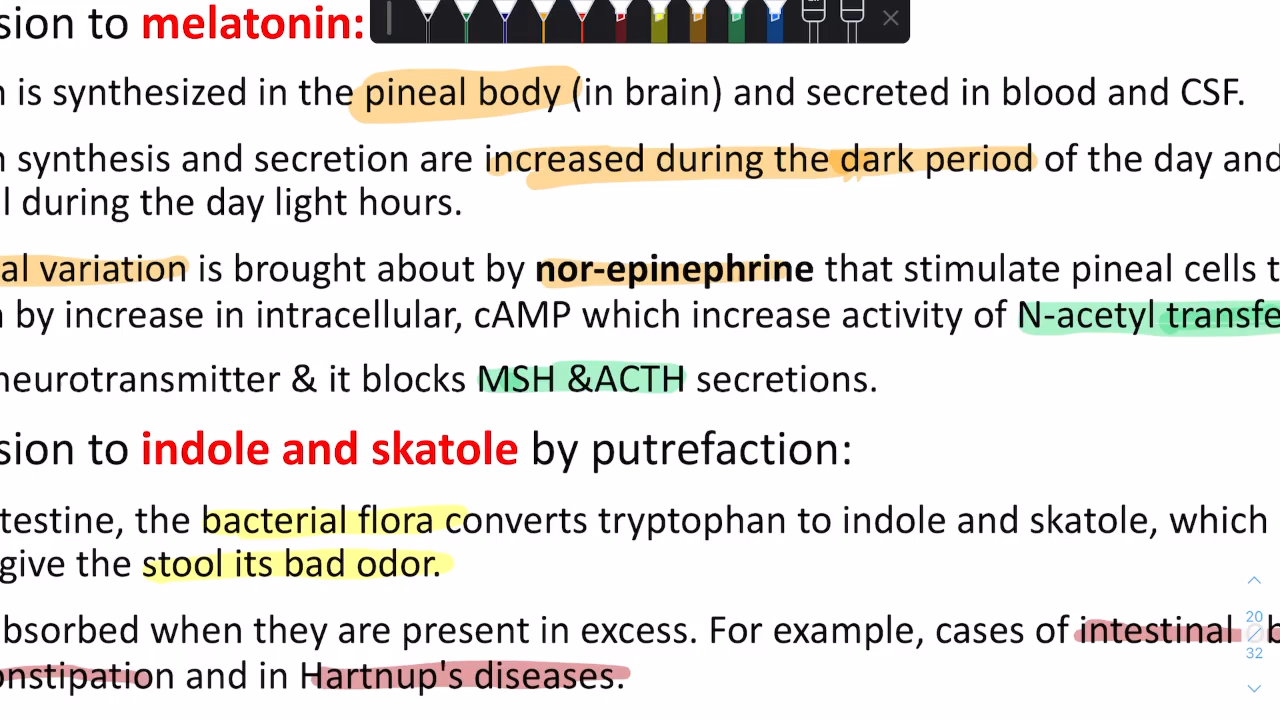 sion to melatonin:
n is synthesized in the pineal body (in brain) and secreted in blood and CSF.
n synthesis and secretion are increased during the dark period of the day and
l during the day light hours.
al variation is brought about by nor-epinephrine that stimulate pineal cells t
n by increase in intracellular, cAMP which increase activity of N-acetyl transfe
neurotransmitter & it blocks MSH &ACTH secretions.
sion to indole and skatole by putrefaction:
testine, the bacterial flora converts tryptophan to indole and skatole, which
give the stool its bad odor.
bsorbed when they are present in excess. For example, cases of intestinal b
onstipation and in Hartnup's diseases.
20
32